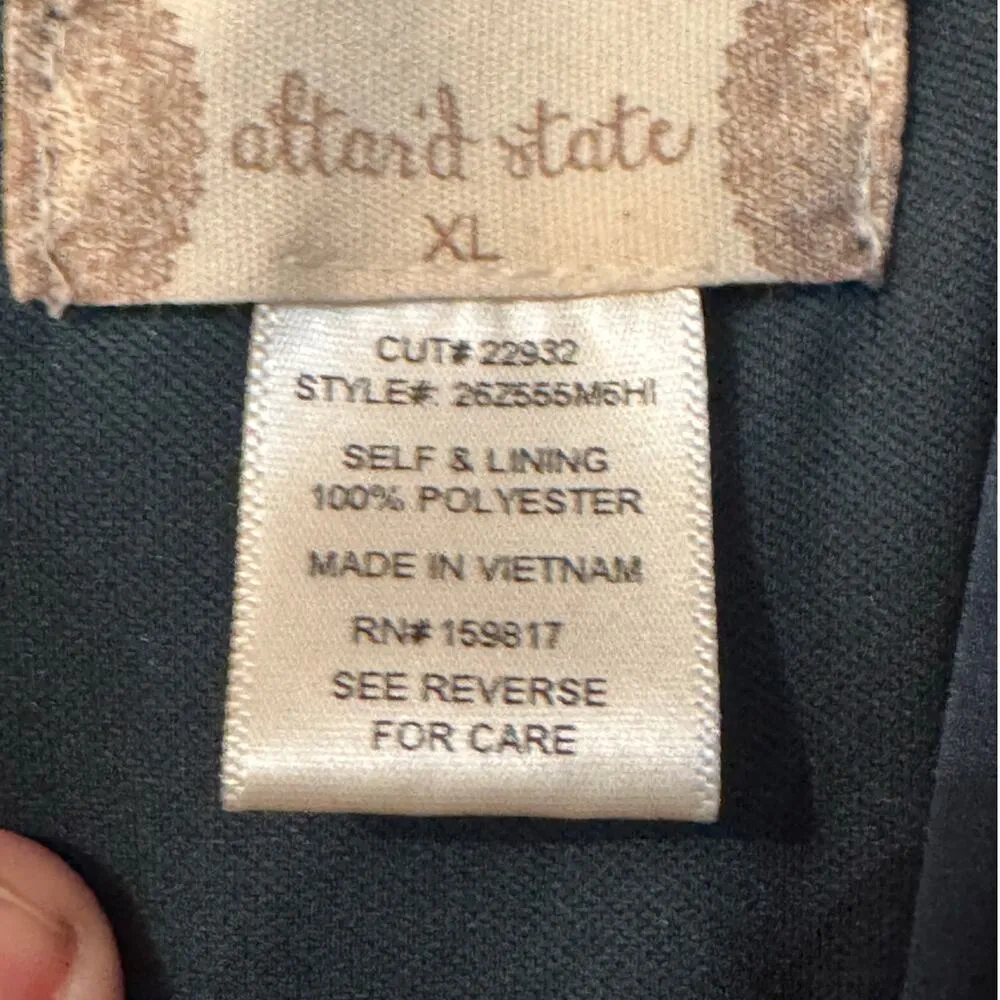 altar'd state
XL
CUT# 22932
STYLE#: 26Z555M6HI
SELF & LINING
100% POLYESTER
MADE IN VIETNAM
RN# 159817
SEE REVERSE
FOR CARE